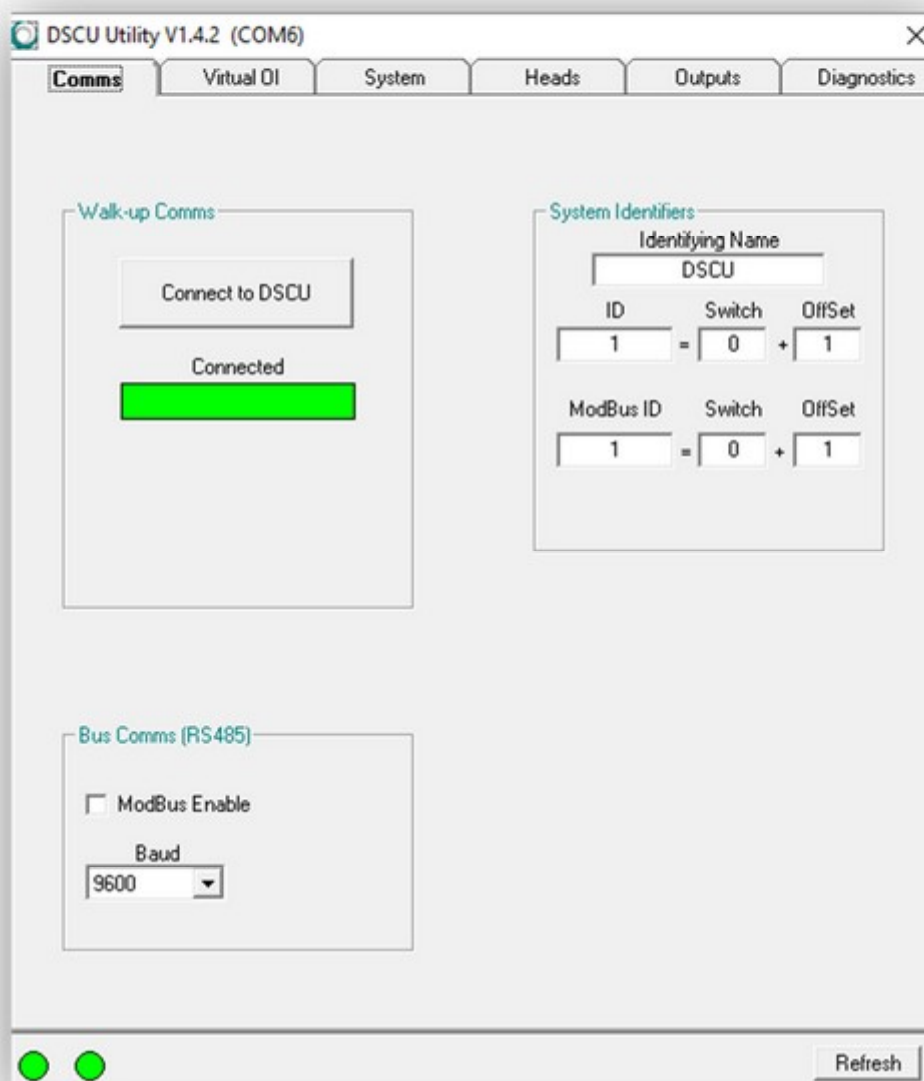 DSCU Utility V1.4.2 (COM6)
Comms Virtual OI System Heads Outputs Diagnostics
Walk-up Comms
Connect to DSCU
Connected
System Identifiers
Identifying Name
DSCU
ID Switch OffSet
1 = 0 + 1
ModBus ID Switch OffSet
1 = 0 + 1
Bus Comms (RS485)
ModBus Enable
Baud
9600
Refresh